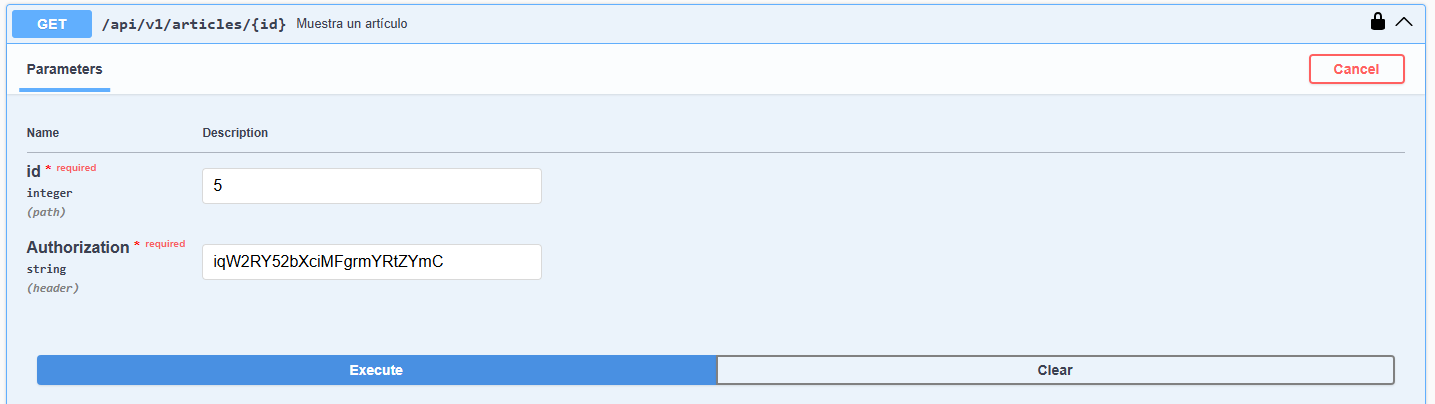 GET /api/v1/articles/{id} Muestra un artículo
Parameters
Cancel
Name Description
id * required
integer
(path)
5
Authorization * required
string
(header)
iqW2RY52bXciMFgrmYRtZYmC
Execute Clear